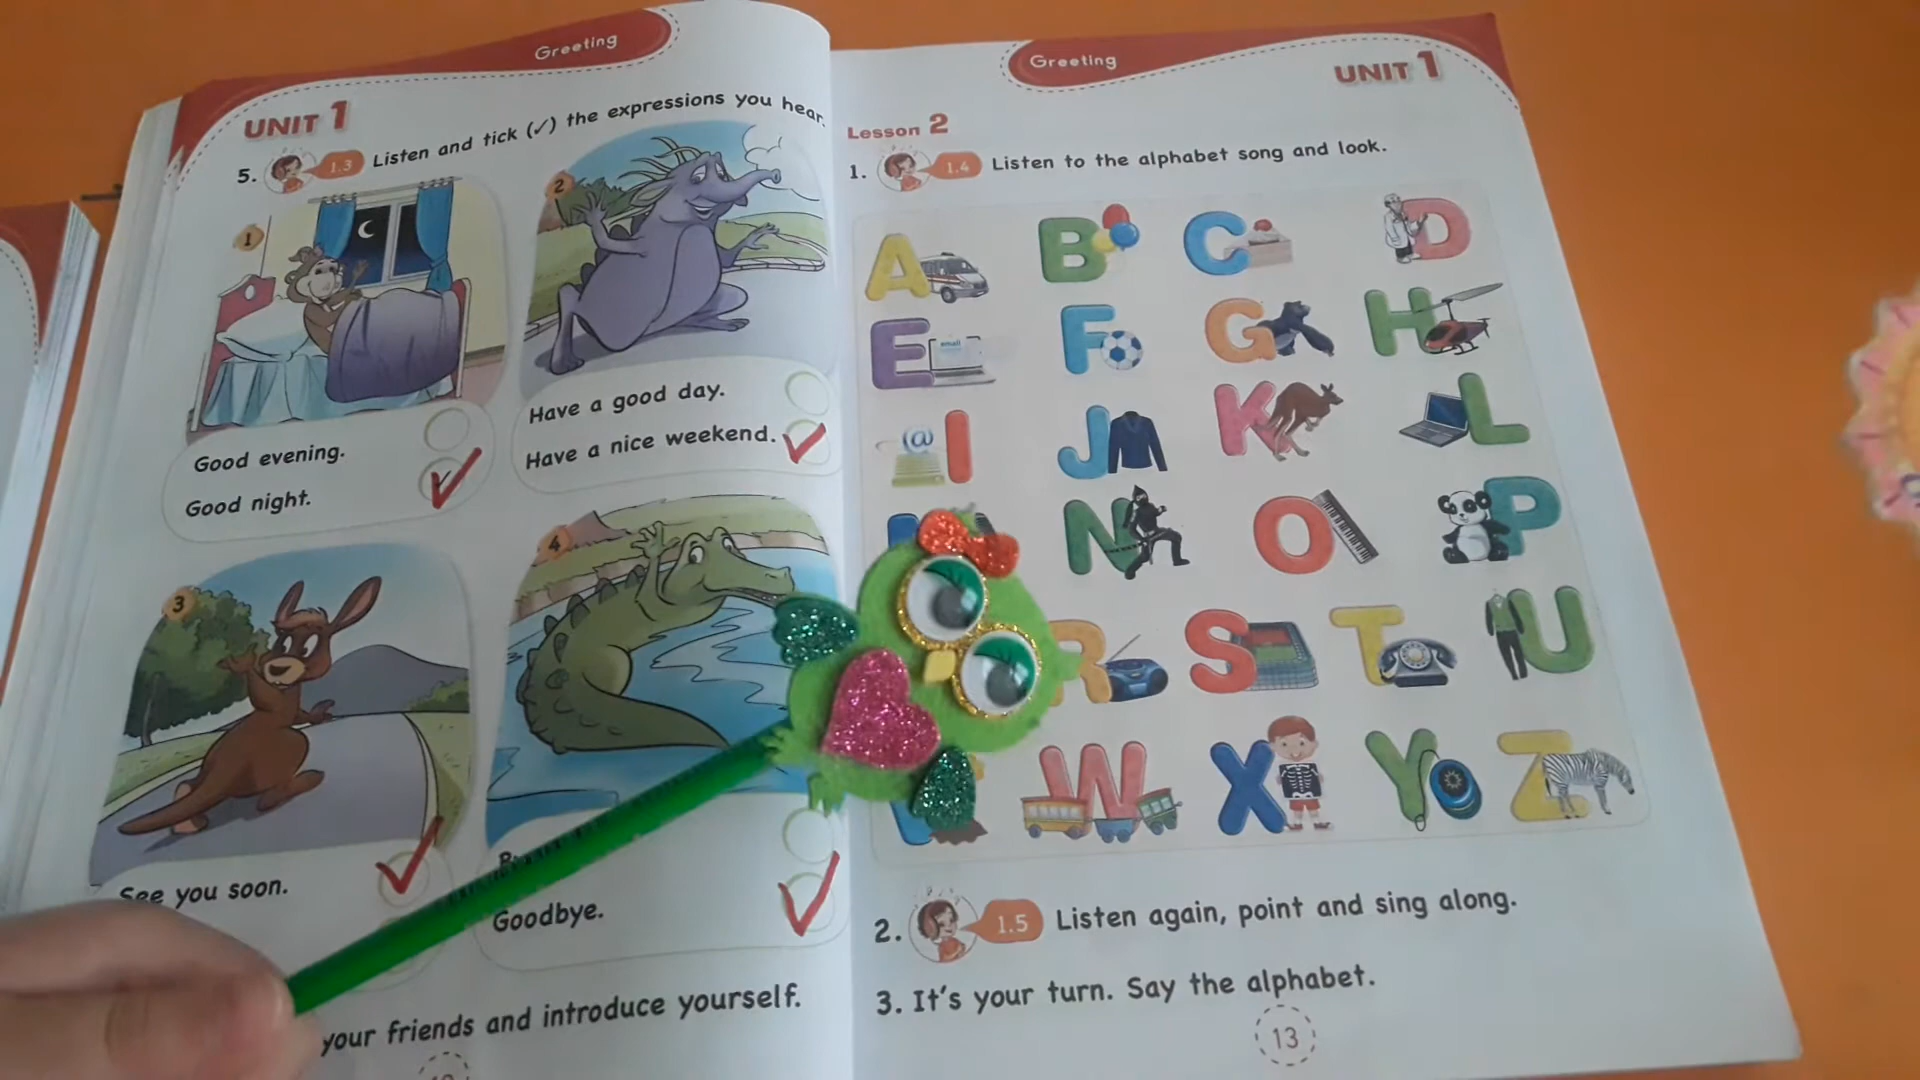 Greeting
UNIT 1
5. 1.3 Listen and tick (✓) the expressions you hear.
1
2
Good evening.
Good night.
Have a good day.
Have a nice weekend.
3
4
See you soon.
Goodbye.
your friends and introduce yourself.
Greeting
UNIT 1
Lesson 2
1. 1.4 Listen to the alphabet song and look.
A B C D
E email F G H
@ I J K L
N O P
R S T U
W X Y Z
2. 1.5 Listen again, point and sing along.
3. It's your turn. Say the alphabet.
13